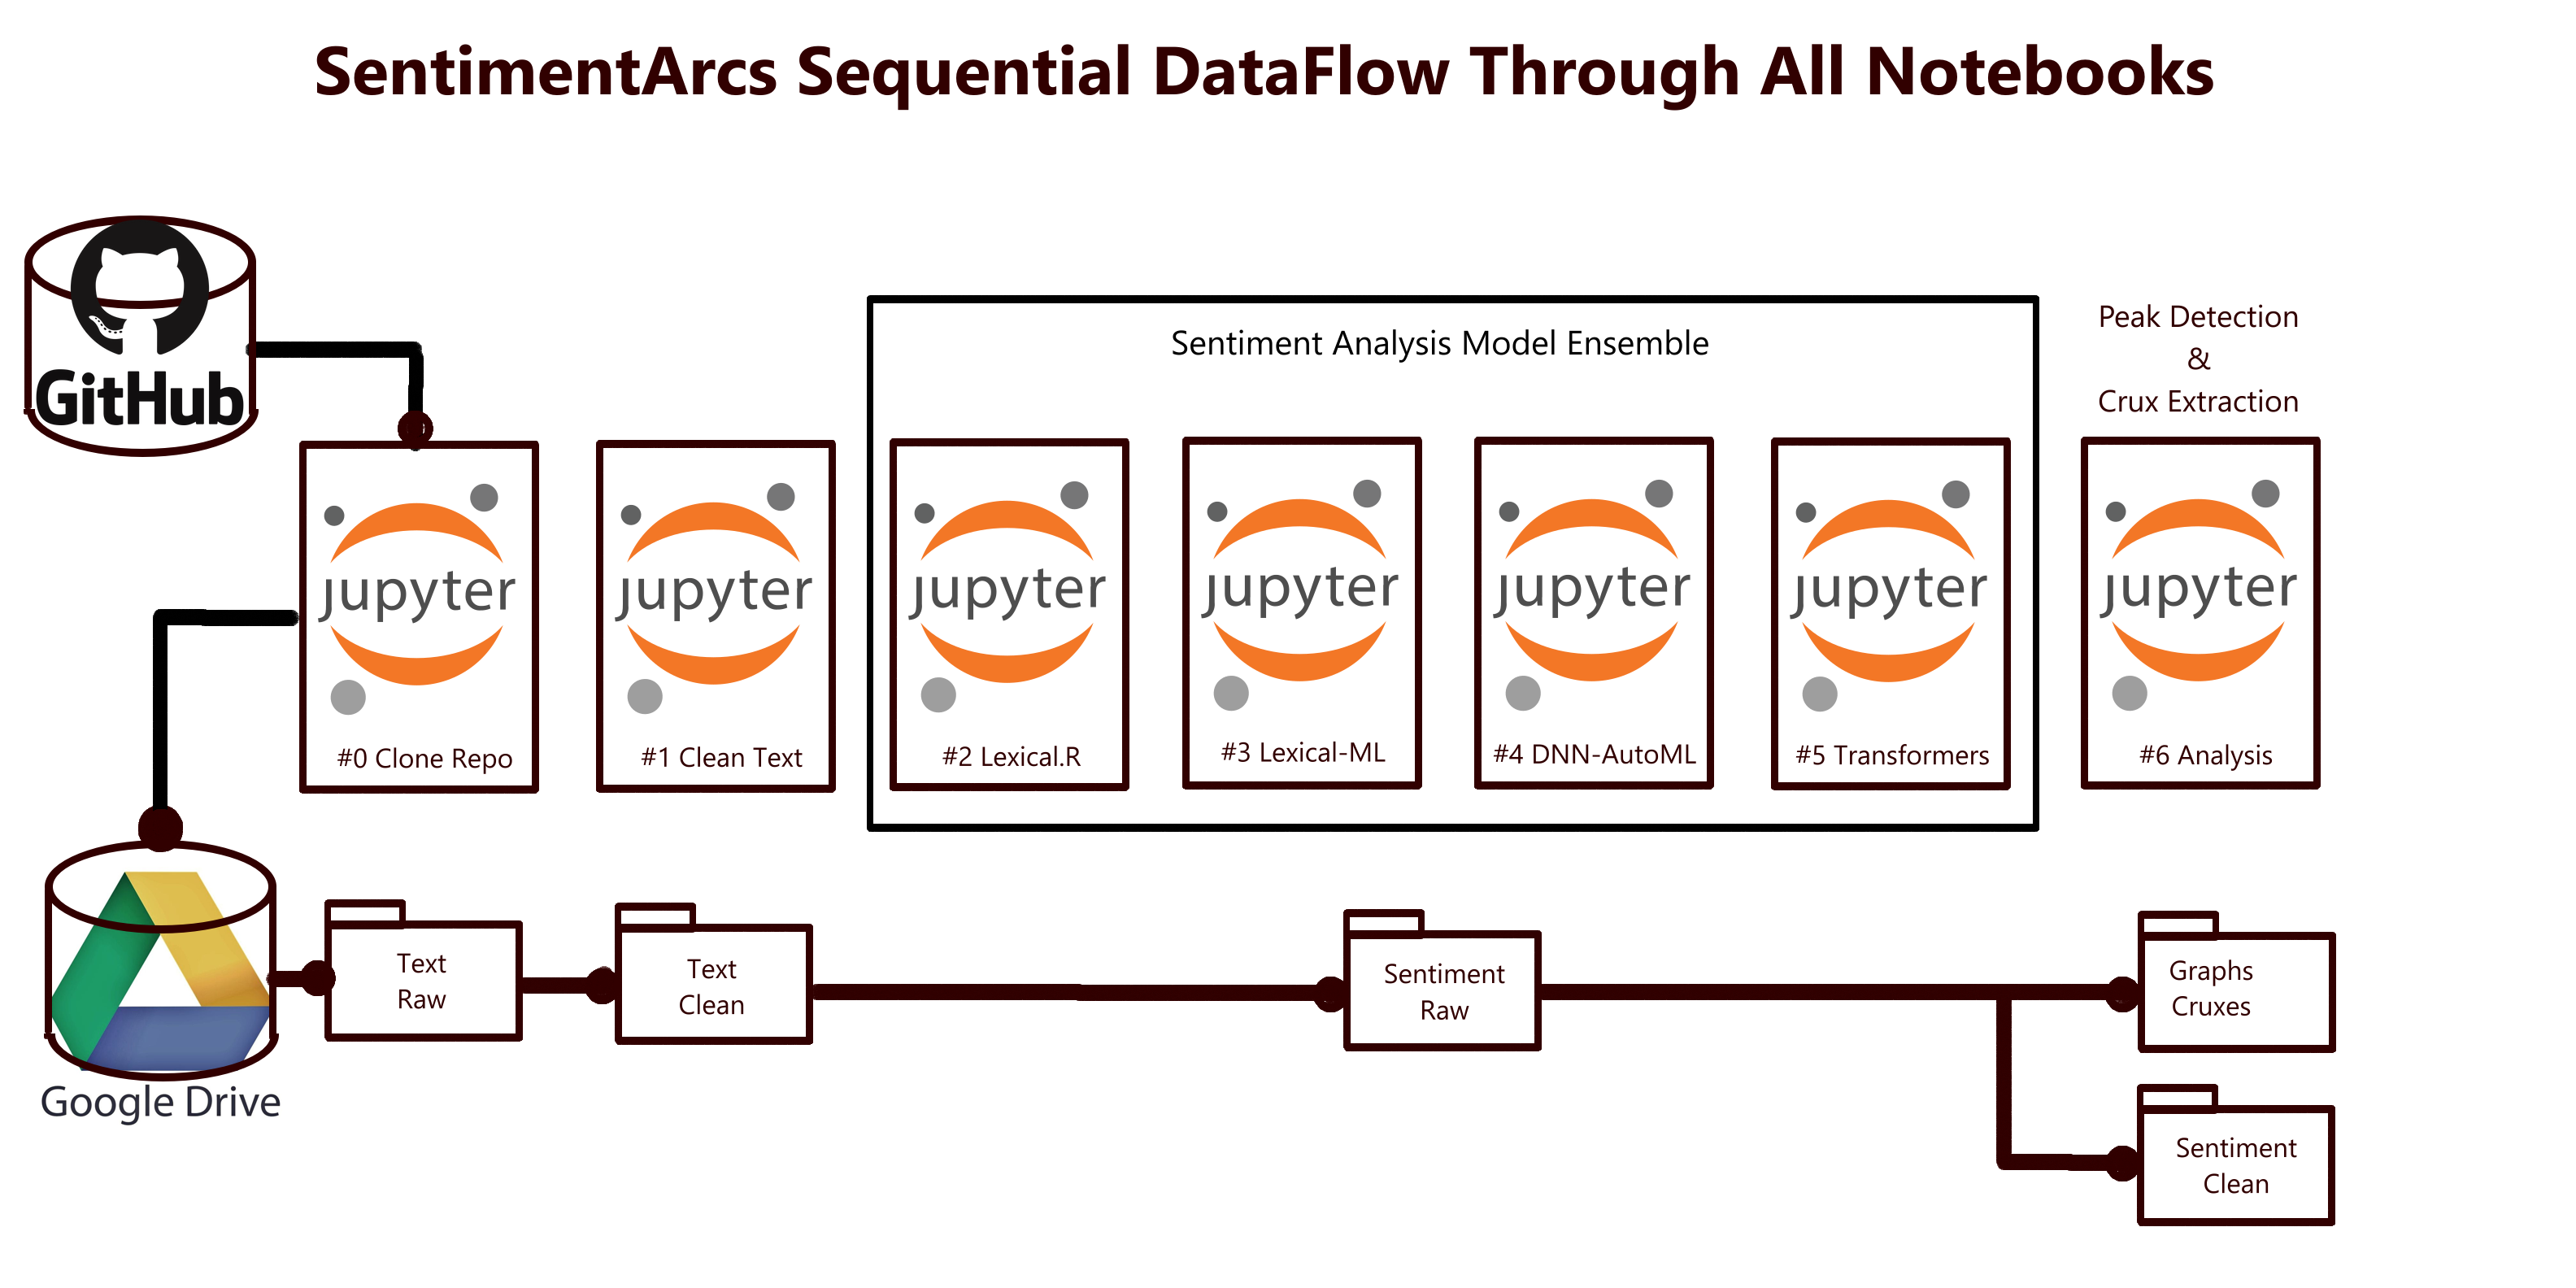 SentimentArcs Sequential DataFlow Through All Notebooks
GitHub
Sentiment Analysis Model Ensemble
Peak Detection
&
Crux Extraction
jupyter
#0 Clone Repo
jupyter
#1 Clean Text
jupyter
#2 Lexical.R
jupyter
#3 Lexical-ML
jupyter
#4 DNN-AutoML
jupyter
#5 Transformers
jupyter
#6 Analysis
Google Drive
Text
Raw
Text
Clean
Sentiment
Raw
Graphs
Cruxes
Sentiment
Clean